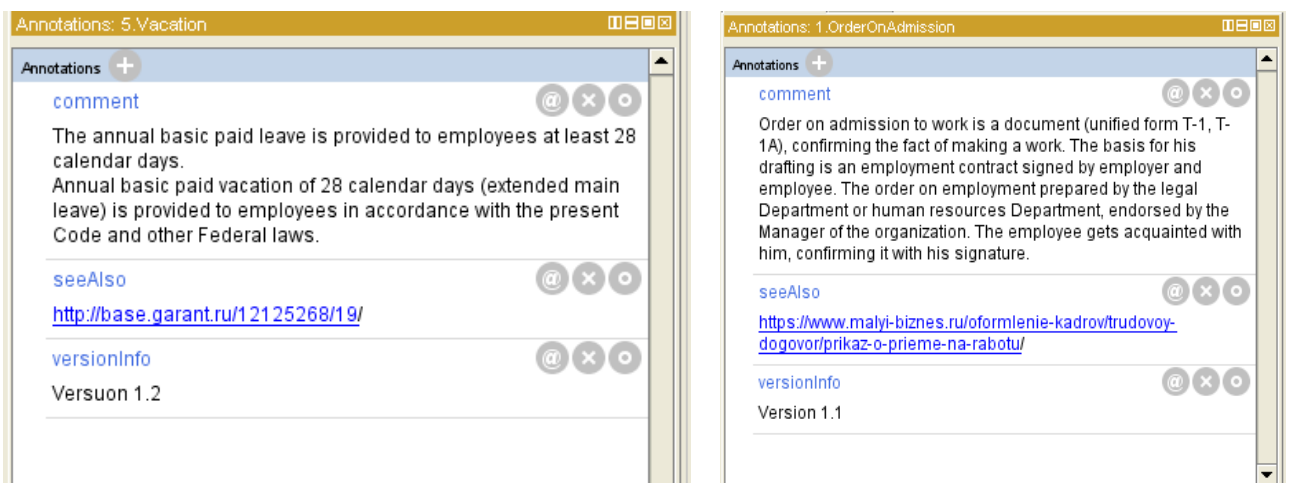 Annotations: 5.Vacation
Annotations
comment
The annual basic paid leave is provided to employees at least 28
calendar days.
Annual basic paid vacation of 28 calendar days (extended main
leave) is provided to employees in accordance with the present
Code and other Federal laws.
seeAlso
http://base.garant.ru/12125268/19/
versionInfo
Versuon 1.2
Annotations: 1.OrderOnAdmission
Annotations
comment
Order on admission to work is a document (unified form T-1, T-
1A), confirming the fact of making a work. The basis for his
drafting is an employment contract signed by employer and
employee. The order on employment prepared by the legal
Department or human resources Department, endorsed by the
Manager of the organization. The employee gets acquainted with
him, confirming it with his signature.
seeAlso
https://www.malyi-biznes.ru/oformlenie-kadrov/trudovoy-
dogovor/prikaz-o-prieme-na-rabotu/
versionInfo
Version 1.1